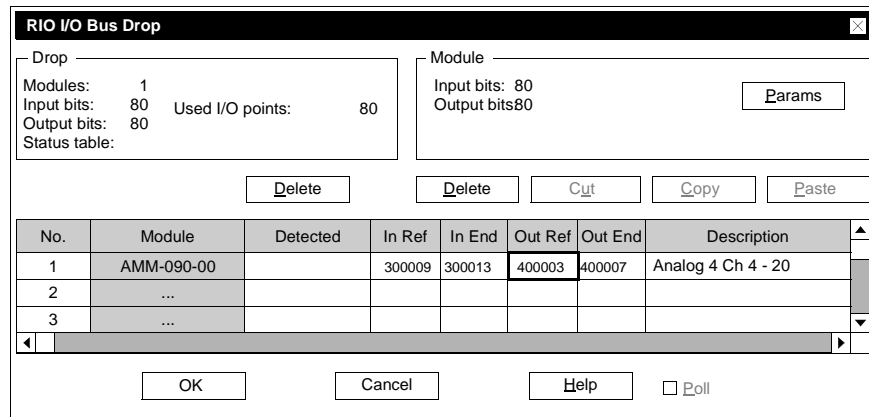 RIO I/O Bus Drop
Drop
Modules: 1
Input bits: 80
Used I/O points: 80
Output bits: 80
Status table:
Module
Input bits: 80
Output bits:80
Params
Delete
Delete Cut Copy Paste
No. Module Detected In Ref In End Out Ref Out End Description
1 AMM-090-00 300009 300013 400003 400007 Analog 4 Ch 4 - 20
2 ...
3 ...
OK Cancel Help Poll